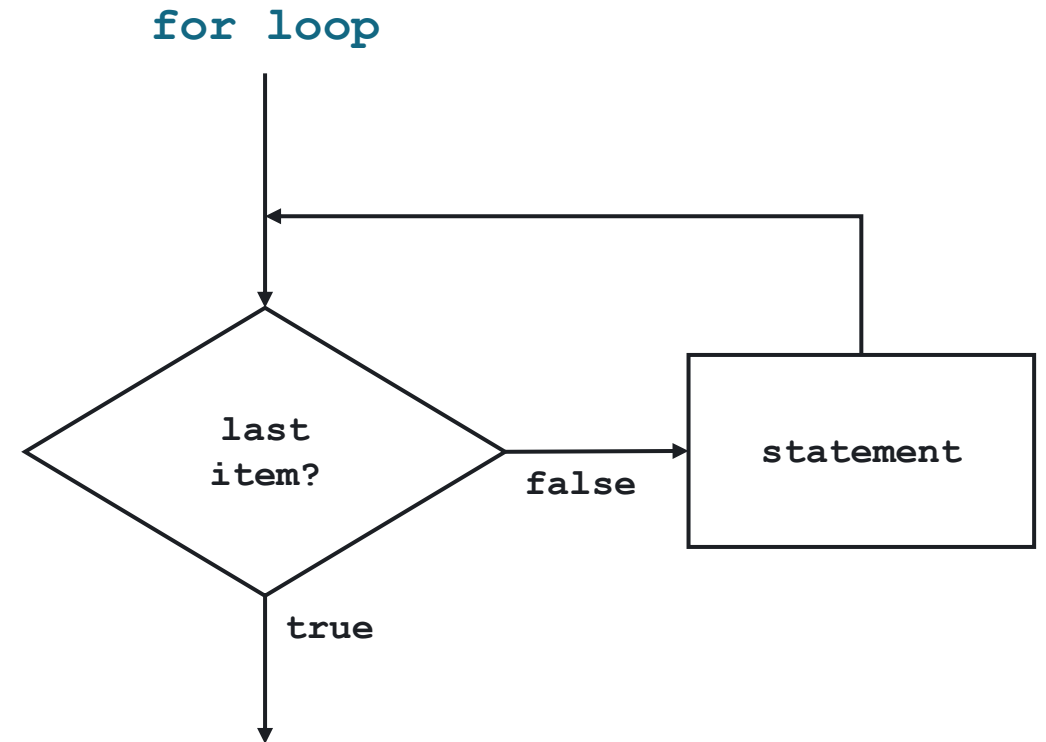 for loop
last
item?
false
statement
true